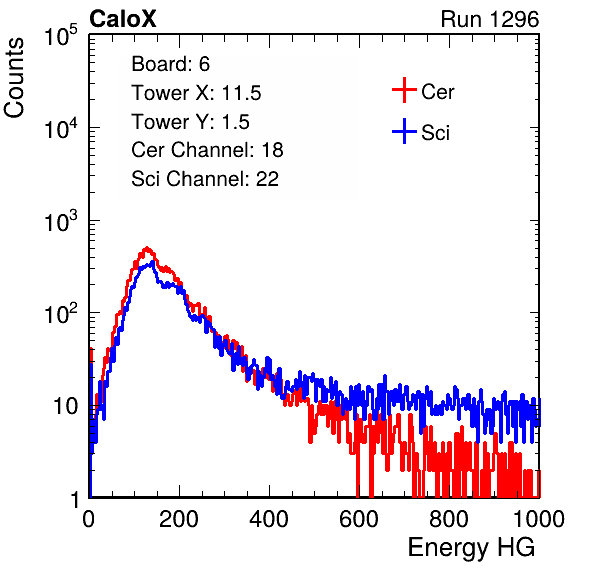 CaloX Run 1296
Counts
Board: 6
Tower X: 11.5
Tower Y: 1.5
Cer Channel: 18
Sci Channel: 22
Cer
Sci
10^5
10^4
10^3
10^2
10
1
0 200 400 600 800 1000
Energy HG